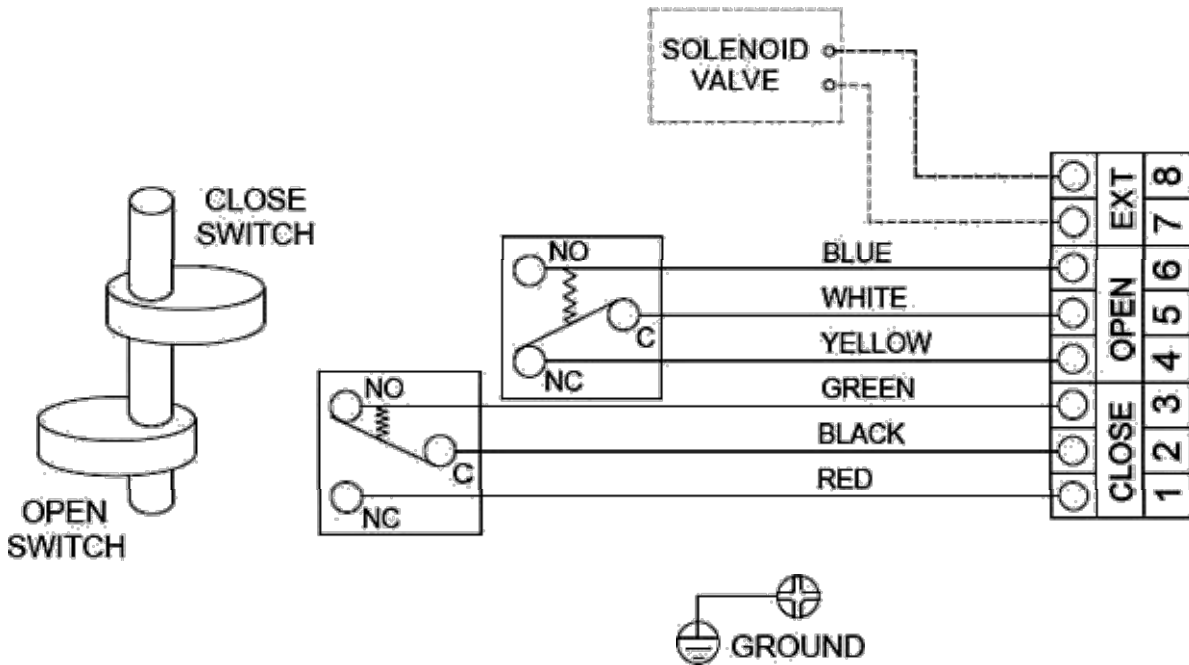 SOLENOID
VALVE
CLOSE
SWITCH
OPEN
SWITCH
NO
C
NC
NO
C
NC
BLUE
WHITE
YELLOW
GREEN
BLACK
RED
EXT
OPEN
CLOSE
8
7
6
5
4
3
2
1
GROUND